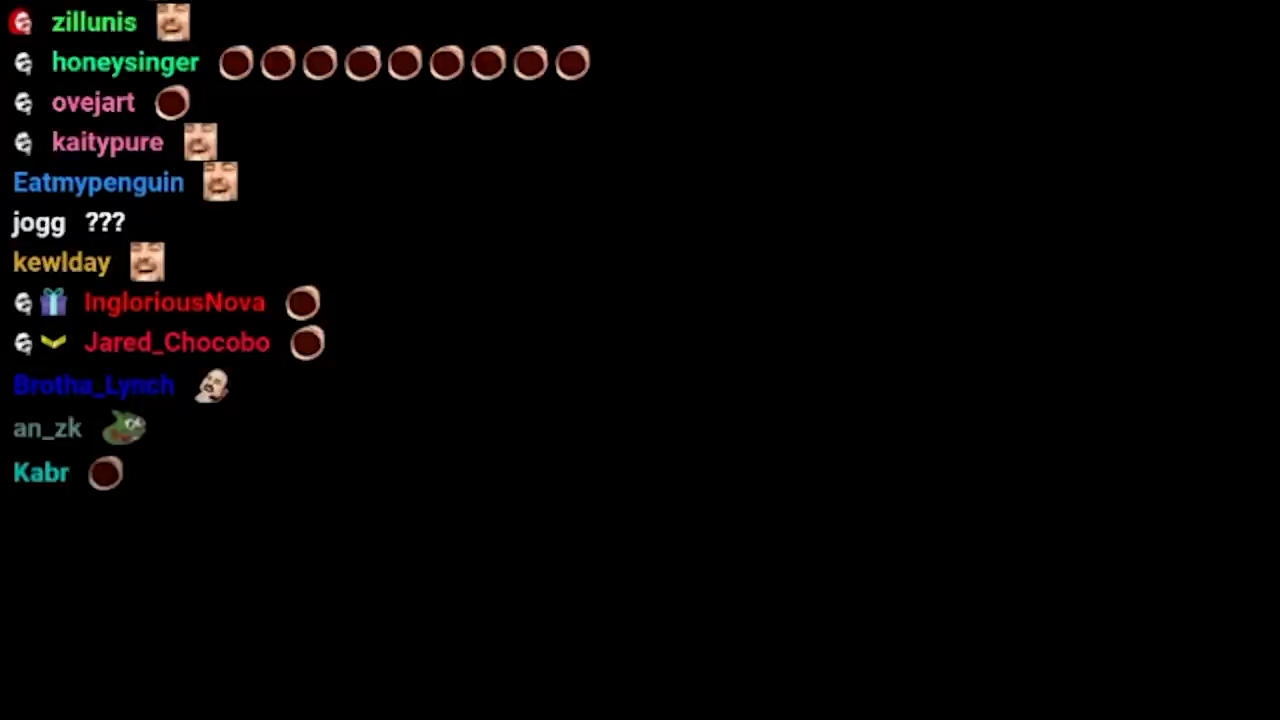 zillunis
honeysinger
ovejart
kaitypure
Eatmypenguin
jogg ???
kewlday
IngloriousNova
Jared_Chocobo
Brotha_Lynch
an_zk
Kabr